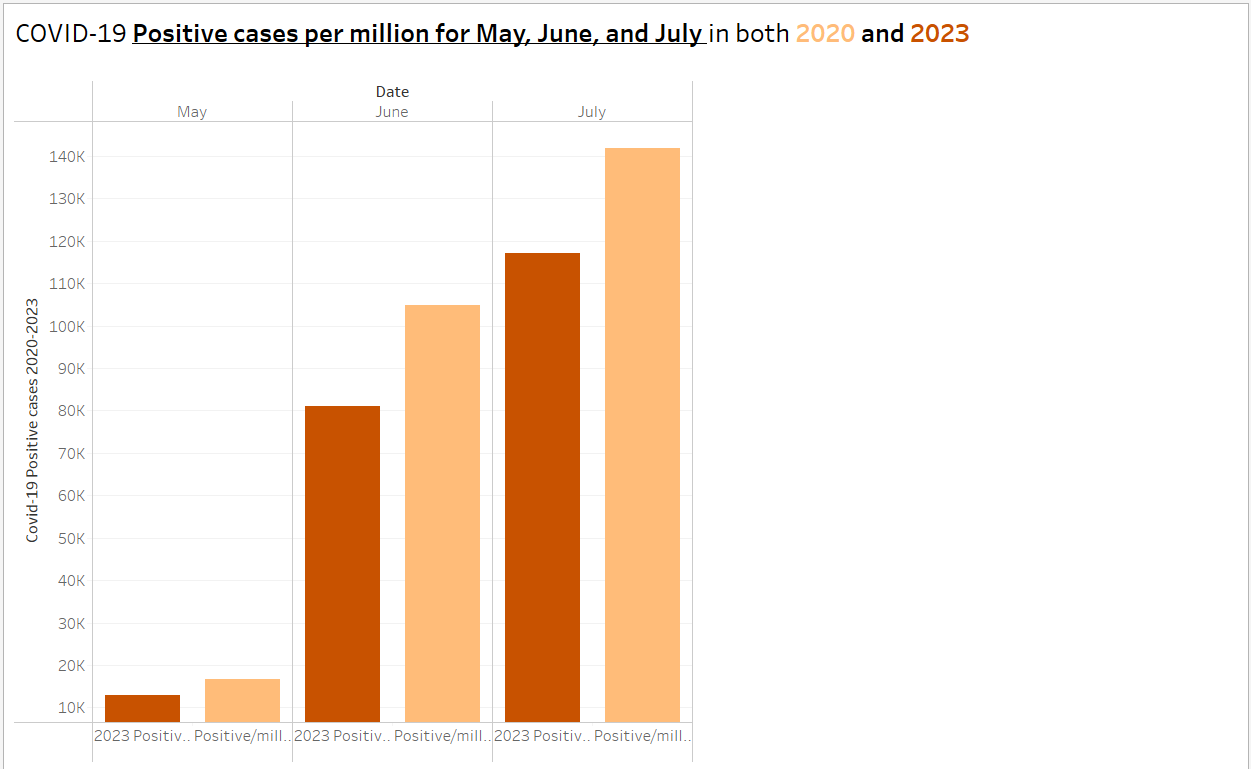 COVID-19 Positive cases per million for May, June, and July in both 2020 and 2023
Date
May June July
140K
130K
120K
110K
100K
90K
80K
70K
60K
50K
40K
30K
20K
10K
Covid-19 Positive cases 2020-2023
2023 Positiv.. Positive/mill.. 2023 Positiv.. Positive/mill.. 2023 Positiv.. Positive/mill..